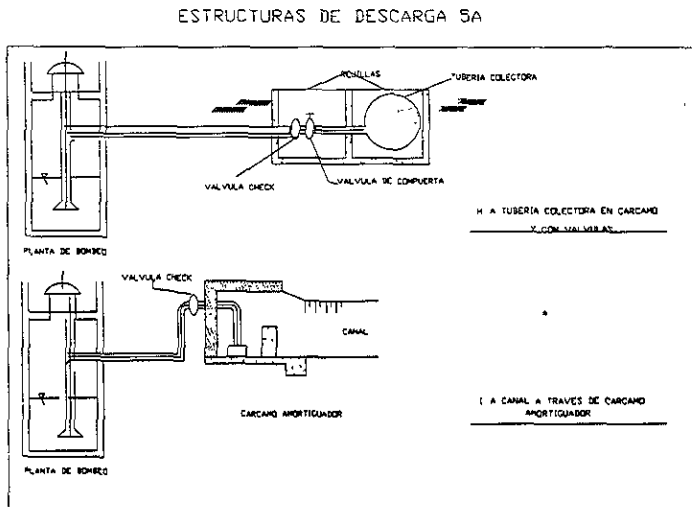 ESTRUCTURAS DE DESCARGA 5A
REJILLAS
TUBERIA COLECTORA
VALVULA CHECK
VALVULA DE COMPUERTA
PLANTA DE BOMBEO
H A TUBERIA COLECTORA EN CARCAMO
Y CON VALVULAS
VALVULA CHECK
CANAL
CARCAMO AMORTIGUADOR
I A CANAL A TRAVES DE CARCAMO
AMORTIGUADOR
PLANTA DE BOMBEO